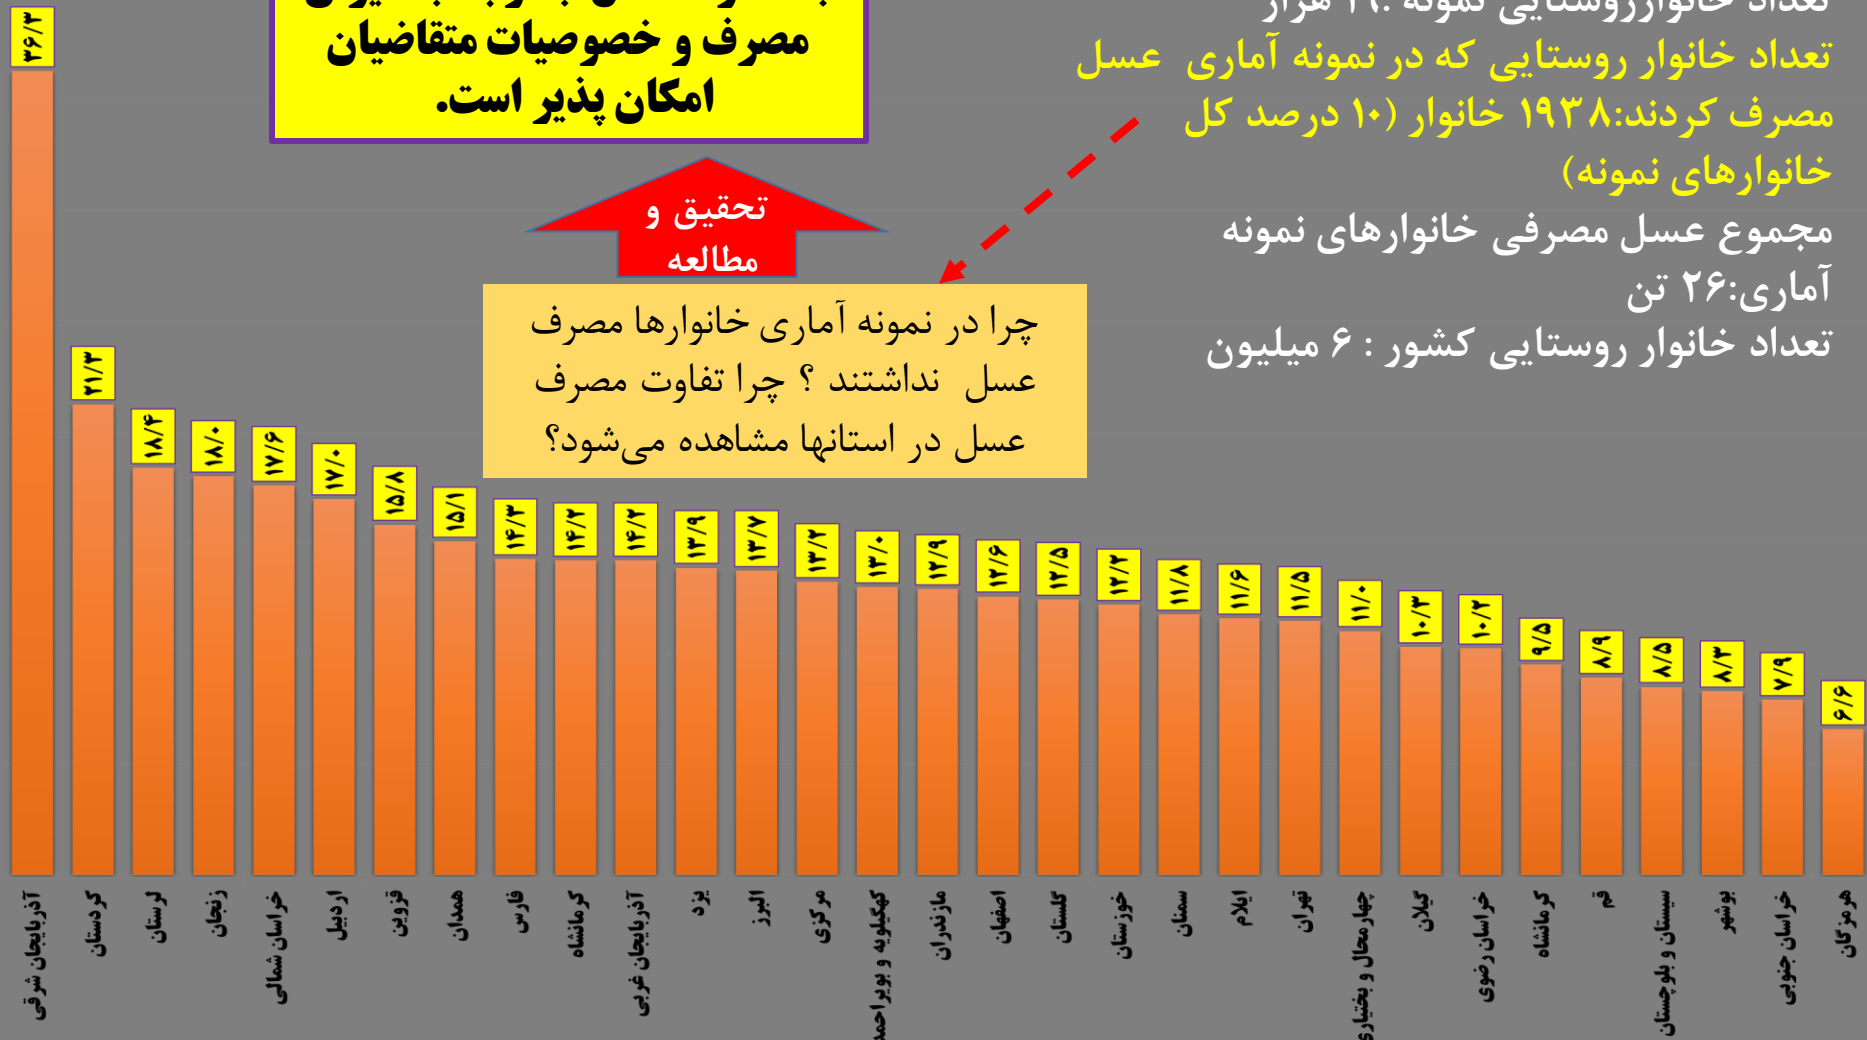 تعداد خانوارروستایی نمونه :۱۹ هزار
تعداد خانوار روستایی که در نمونه آماری عسل
مصرف کردند:۱۹۳۸ خانوار (۱۰ درصد کل
خانوارهای نمونه)
مجموع عسل مصرفی خانوارهای نمونه
آماری:۲۶ تن
تعداد خانوار روستایی کشور : ۶ میلیون
مصرف و خصوصیات متقاضیان
امکان پذیر است.
تحقیق و
مطالعه
چرا در نمونه آماری خانوارها مصرف
عسل نداشتند ؟ چرا تفاوت مصرف
عسل در استانها مشاهده می‌شود؟
۳۶/۳
۲۱/۳
۱۸/۴
۱۸/۰
۱۷/۶
۱۷/۰
۱۵/۸
۱۵/۱
۱۴/۳
۱۴/۲
۱۴/۲
۱۳/۹
۱۳/۷
۱۳/۲
۱۳/۰
۱۲/۹
۱۲/۶
۱۲/۵
۱۲/۲
۱۱/۸
۱۱/۶
۱۱/۵
۱۱/۰
۱۰/۳
۱۰/۲
۹/۵
۸/۹
۸/۵
۸/۳
۷/۹
۶/۶
آذربایجان شرقی
کردستان
لرستان
زنجان
خراسان شمالی
اردبیل
قزوین
همدان
فارس
کرمانشاه
آذربایجان غربی
یزد
البرز
مرکزی
کهگیلویه و بویراحمد
مازندران
اصفهان
گلستان
خوزستان
سمنان
ایلام
تهران
چهارمحال و بختیاری
گیلان
خراسان رضوی
کرمانشاه
قم
سیستان و بلوچستان
بوشهر
خراسان جنوبی
هرمزگان